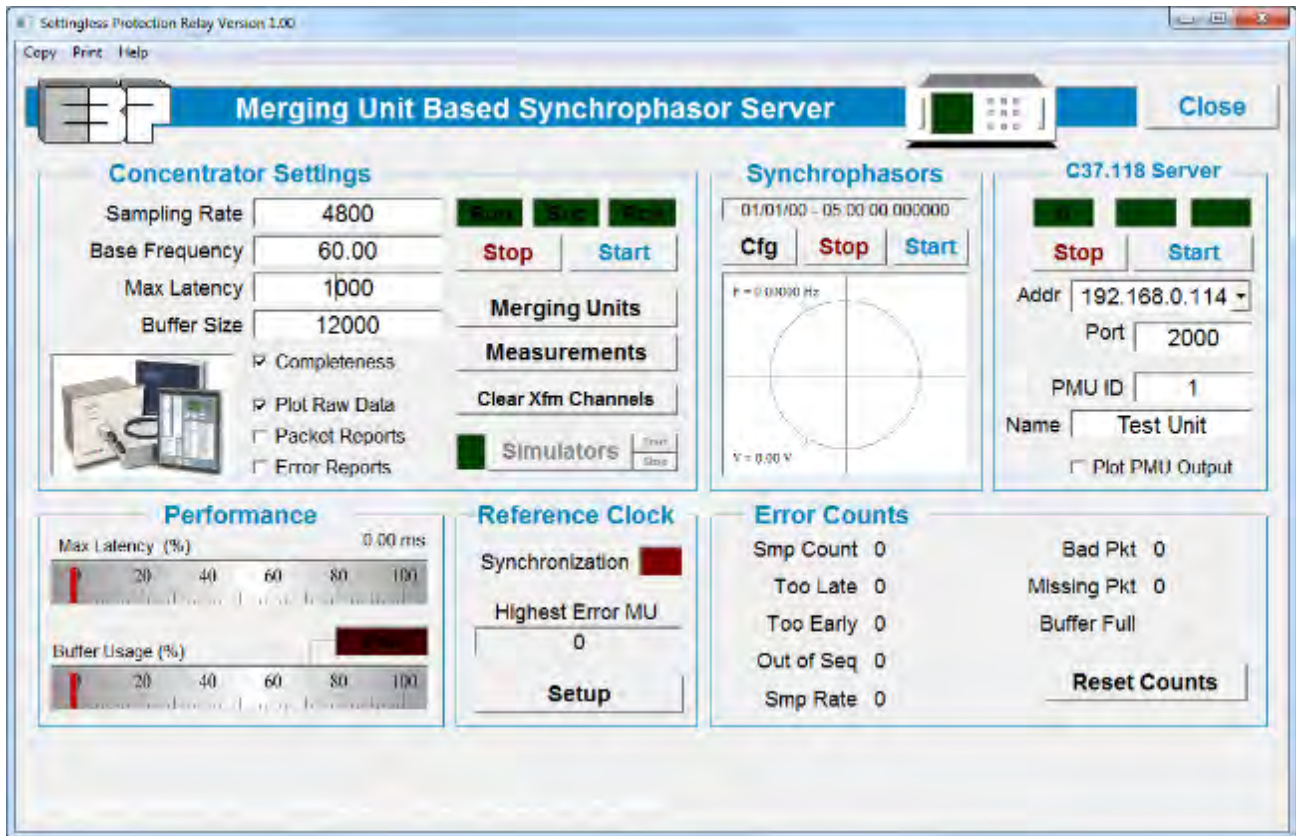 Settingless Protection Relay Version 1.00
Copy Print Help
EBP
Merging Unit Based Synchrophasor Server
Close
Concentrator Settings
Sampling Rate 4800
Base Frequency 60.00
Max Latency 1000
Buffer Size 12000
Completeness
Plot Raw Data
Packet Reports
Error Reports
Run
Stop Start
Merging Units
Measurements
Clear Xfm Channels
Simulators Start
Stop
Synchrophasors
01/01/00 - 05:00:00.000000
Cfg Stop Start
F = 0.00000 Hz
V = 0.00 V
C37.118 Server
0
Stop Start
Addr 192.168.0.114
Port 2000
PMU ID 1
Name Test Unit
Plot PMU Output
Performance
Max Latency (%) 0.00 ms
0 20 40 60 80 100
Buffer Usage (%)
0 20 40 60 80 100
Reference Clock
Synchronization
Highest Error MU
0
Setup
Error Counts
Smp Count 0
Too Late 0
Too Early 0
Out of Seq 0
Smp Rate 0
Bad Pkt 0
Missing Pkt 0
Buffer Full
Reset Counts